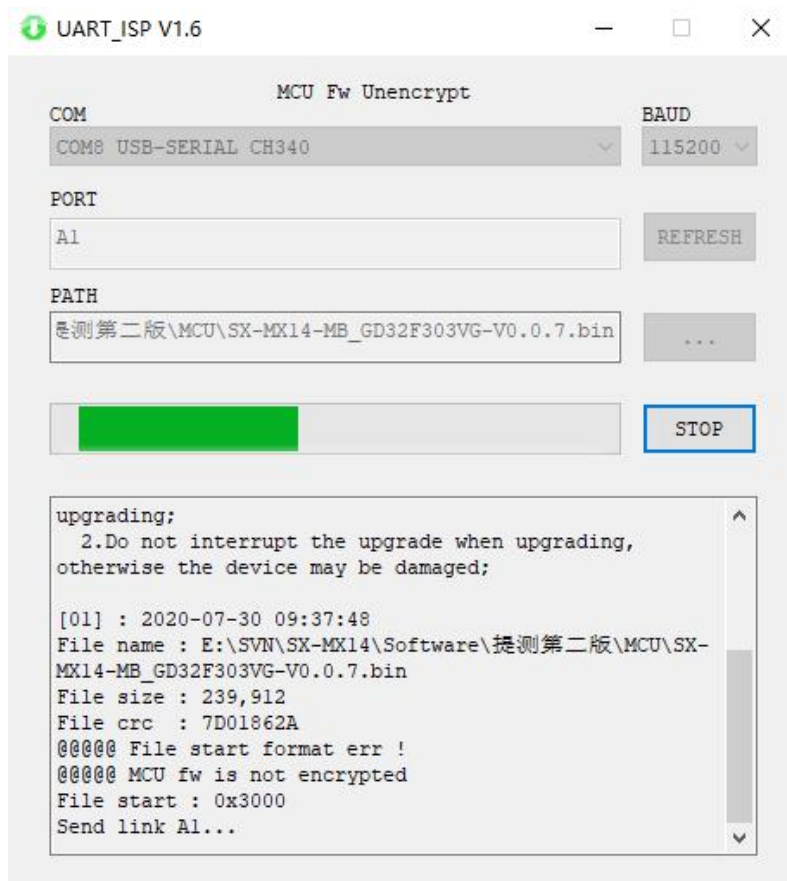 UART_ISP V1.6
MCU Fw Unencrypt
COM
BAUD
COM8 USB-SERIAL CH340
115200
PORT
A1
REFRESH
PATH
测第二版\MCU\SX-MX14-MB_GD32F303VG-V0.0.7.bin
...
STOP
upgrading;
2.Do not interrupt the upgrade when upgrading,
otherwise the device may be damaged;
[01] : 2020-07-30 09:37:48
File name : E:\SVN\SX-MX14\Software\提测第二版\MCU\SX-
MX14-MB_GD32F303VG-V0.0.7.bin
File size : 239,912
File crc : 7D01862A
@@@@@ File start format err !
@@@@@ MCU fw is not encrypted
File start : 0x3000
Send link A1...